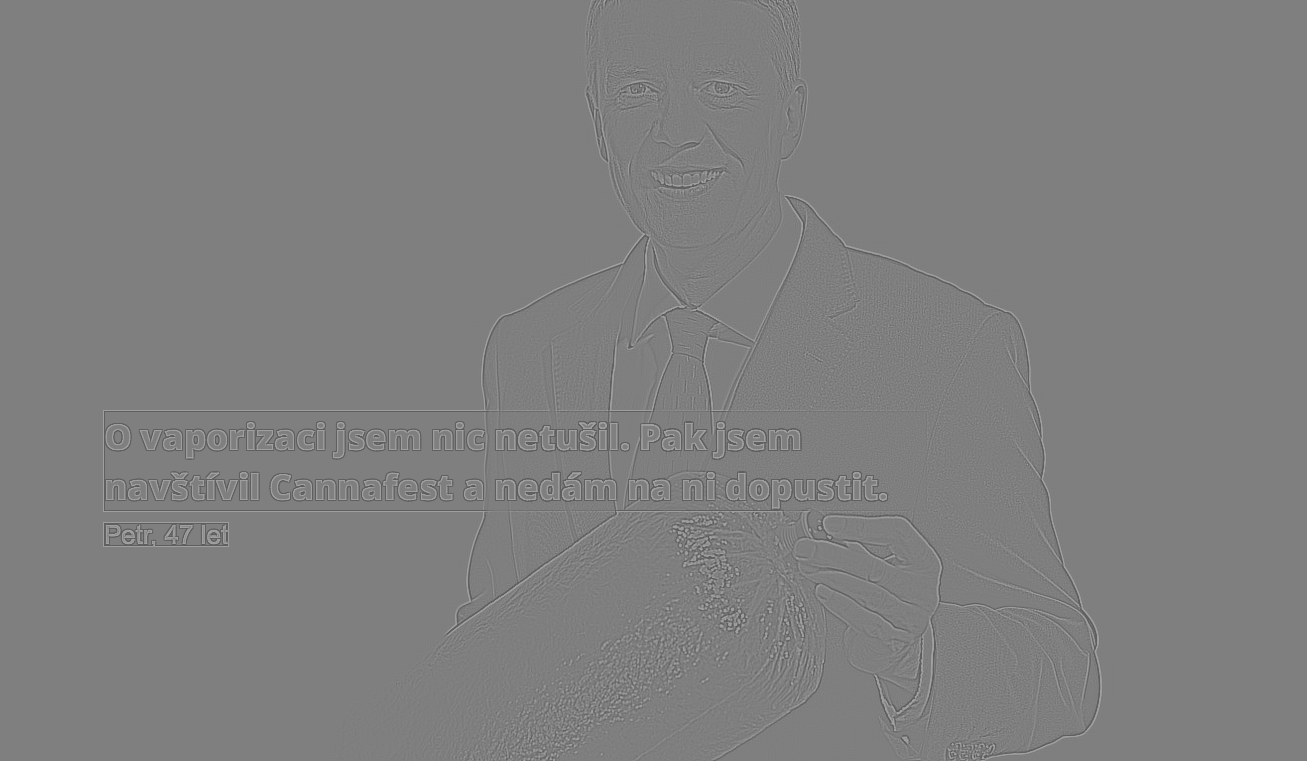 O vaporizaci jsem nic netušil. Pak jsem
navštívil Cannafest a nedám na ni dopustit.
Petr, 47 let